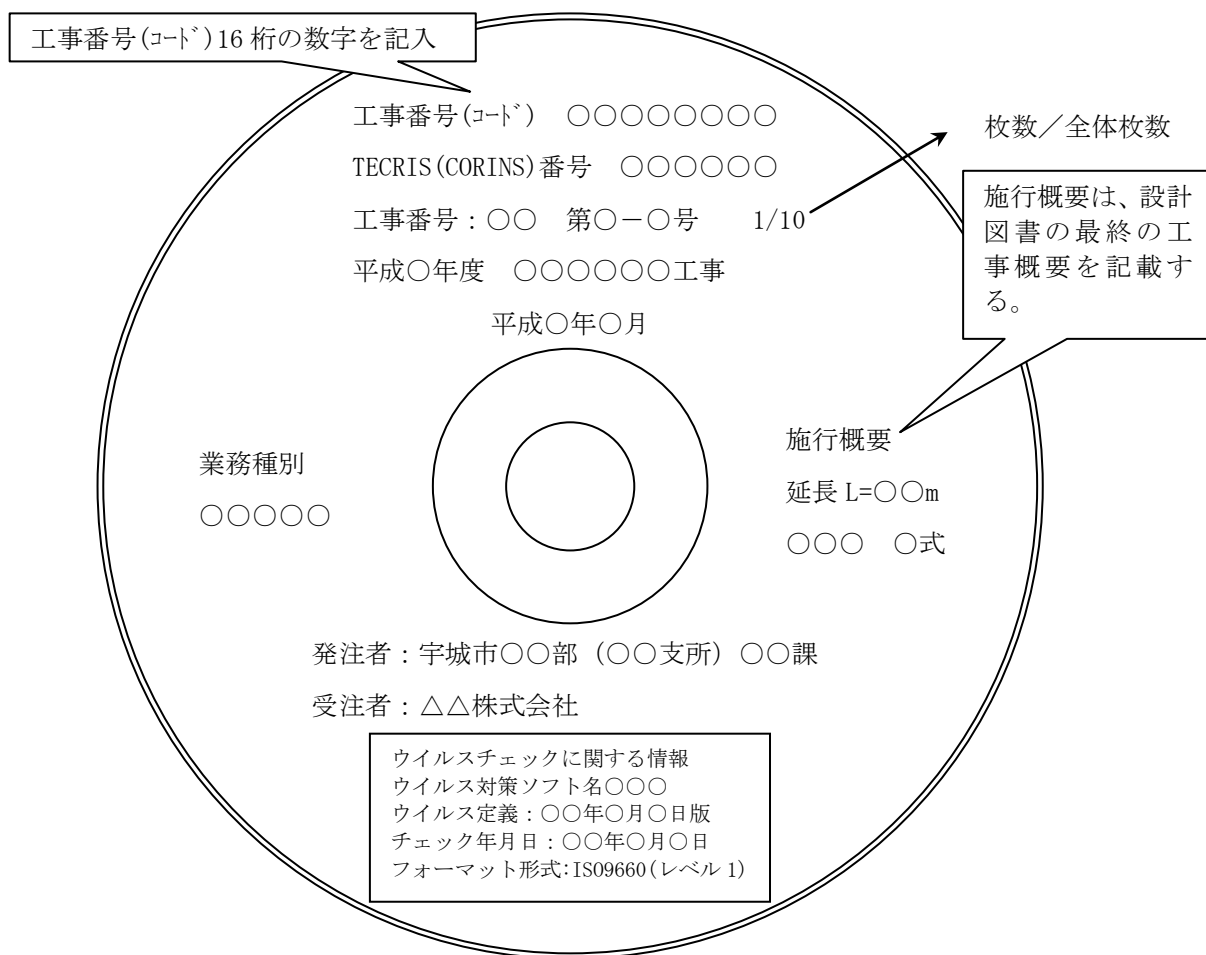 工事番号(ｺｰﾄﾞ)16 桁の数字を記入
工事番号(ｺｰﾄﾞ)　○○○○○○○○
TECRIS(CORINS)番号　○○○○○○
工事番号：○○　第○－○号　　1/10
平成○年度　○○○○○○工事
平成○年○月
枚数／全体枚数
施行概要は、設計
図書の最終の工
事概要を記載す
る。
業務種別
○○○○○
施行概要
延長 L=○○m
○○○　○式
発注者：宇城市○○部（○○支所）○○課
受注者：△△株式会社
ウイルスチェックに関する情報
ウイルス対策ソフト名○○○
ウイルス定義：○○年○月○日版
チェック年月日：○○年○月○日
フォーマット形式:ISO9660(レベル 1)